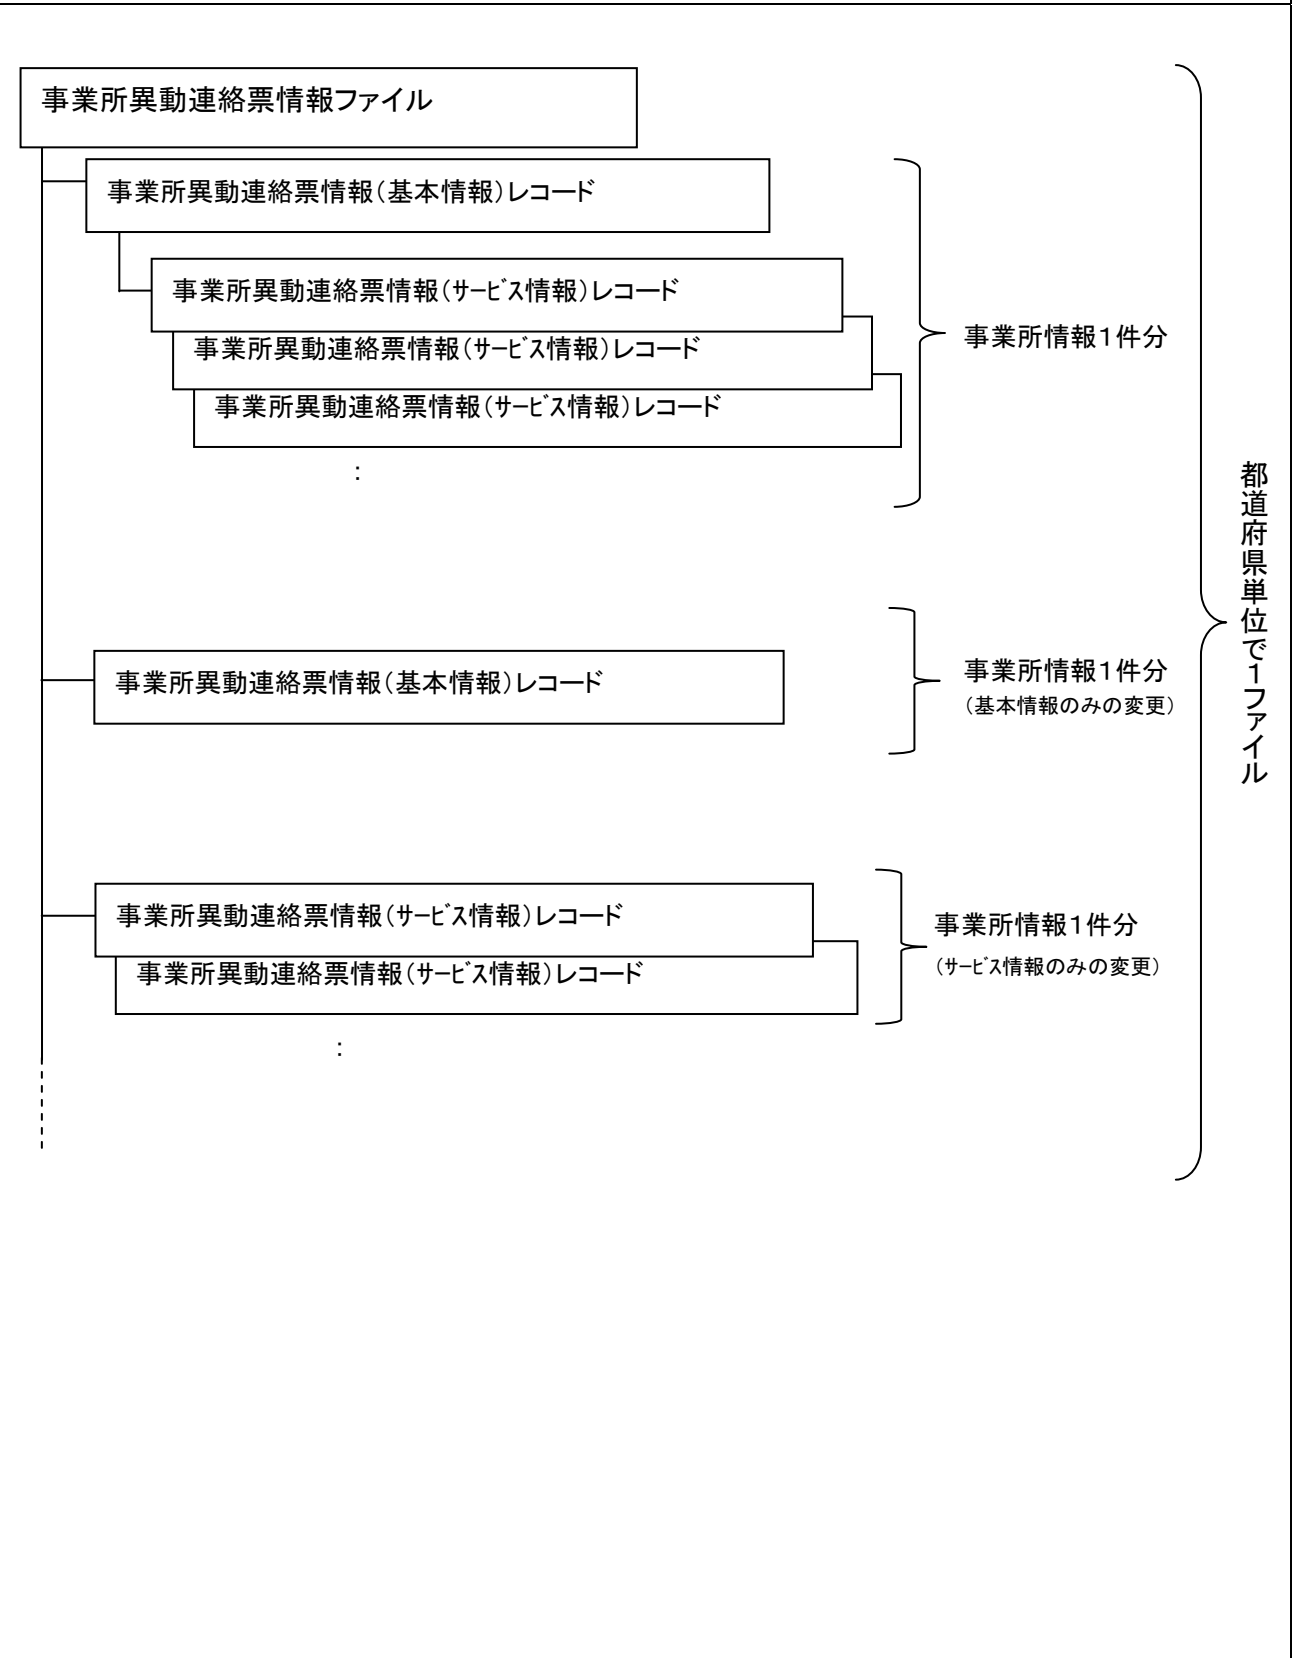 事業所異動連絡票情報ファイル
事業所異動連絡票情報（基本情報）レコード
事業所異動連絡票情報（ｻｰﾋﾞｽ情報）レコード
事業所異動連絡票情報（ｻｰﾋﾞｽ情報）レコード
事業所異動連絡票情報（ｻｰﾋﾞｽ情報）レコード
：
事業所情報１件分
事業所異動連絡票情報（基本情報）レコード
事業所情報１件分
（基本情報のみの変更）
事業所異動連絡票情報（ｻｰﾋﾞｽ情報）レコード
事業所異動連絡票情報（ｻｰﾋﾞｽ情報）レコード
：
事業所情報１件分
（ｻｰﾋﾞｽ情報のみの変更）
都道府県単位で１ファイル